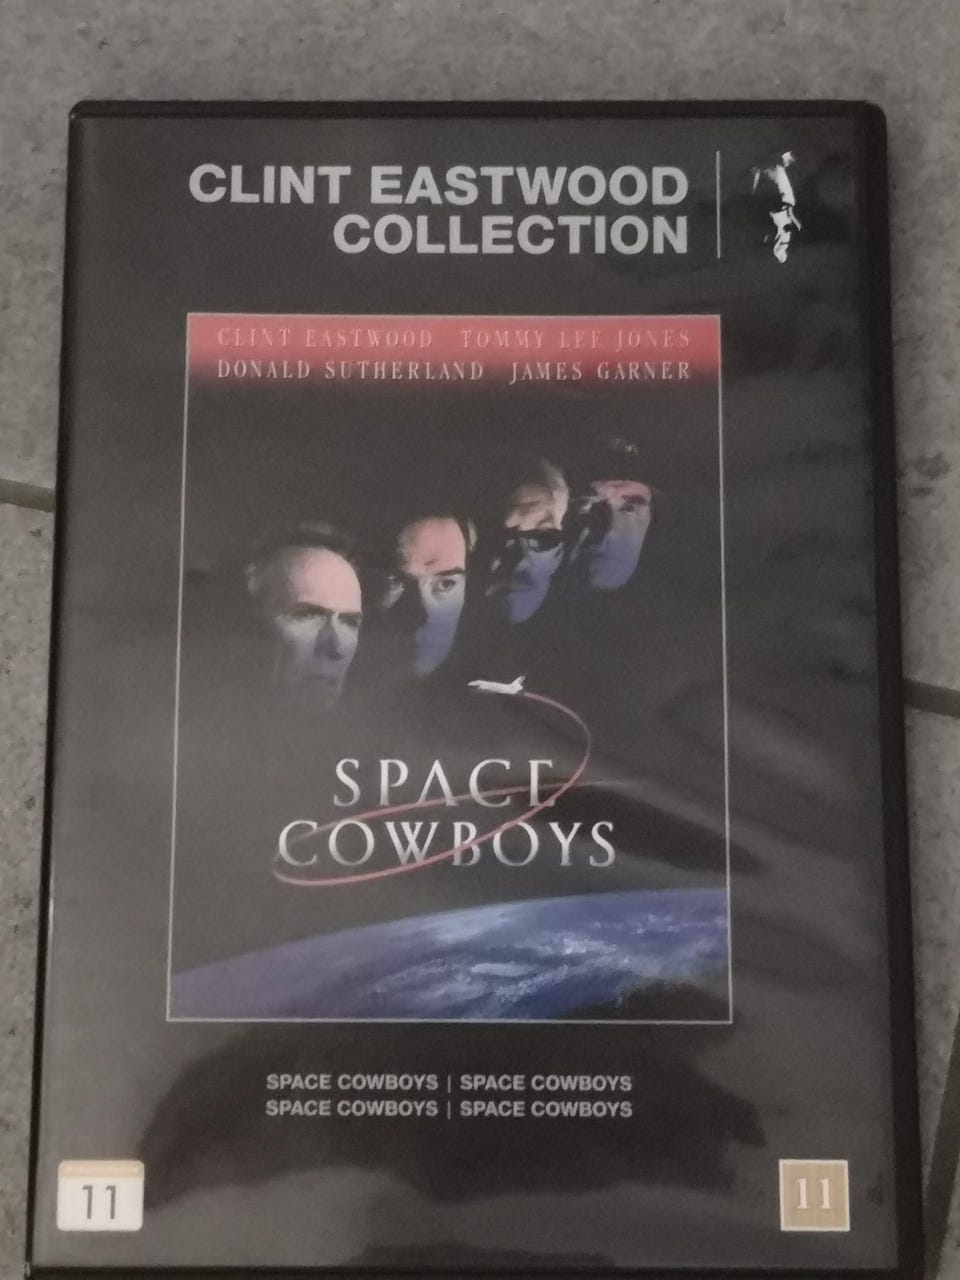 CLINT EASTWOOD
COLLECTION
CLINT EASTWOOD TOMMY LEE JONES
DONALD SUTHERLAND JAMES GARNER
SPACE
COWBOYS
SPACE COWBOYS | SPACE COWBOYS
SPACE COWBOYS | SPACE COWBOYS
11
11